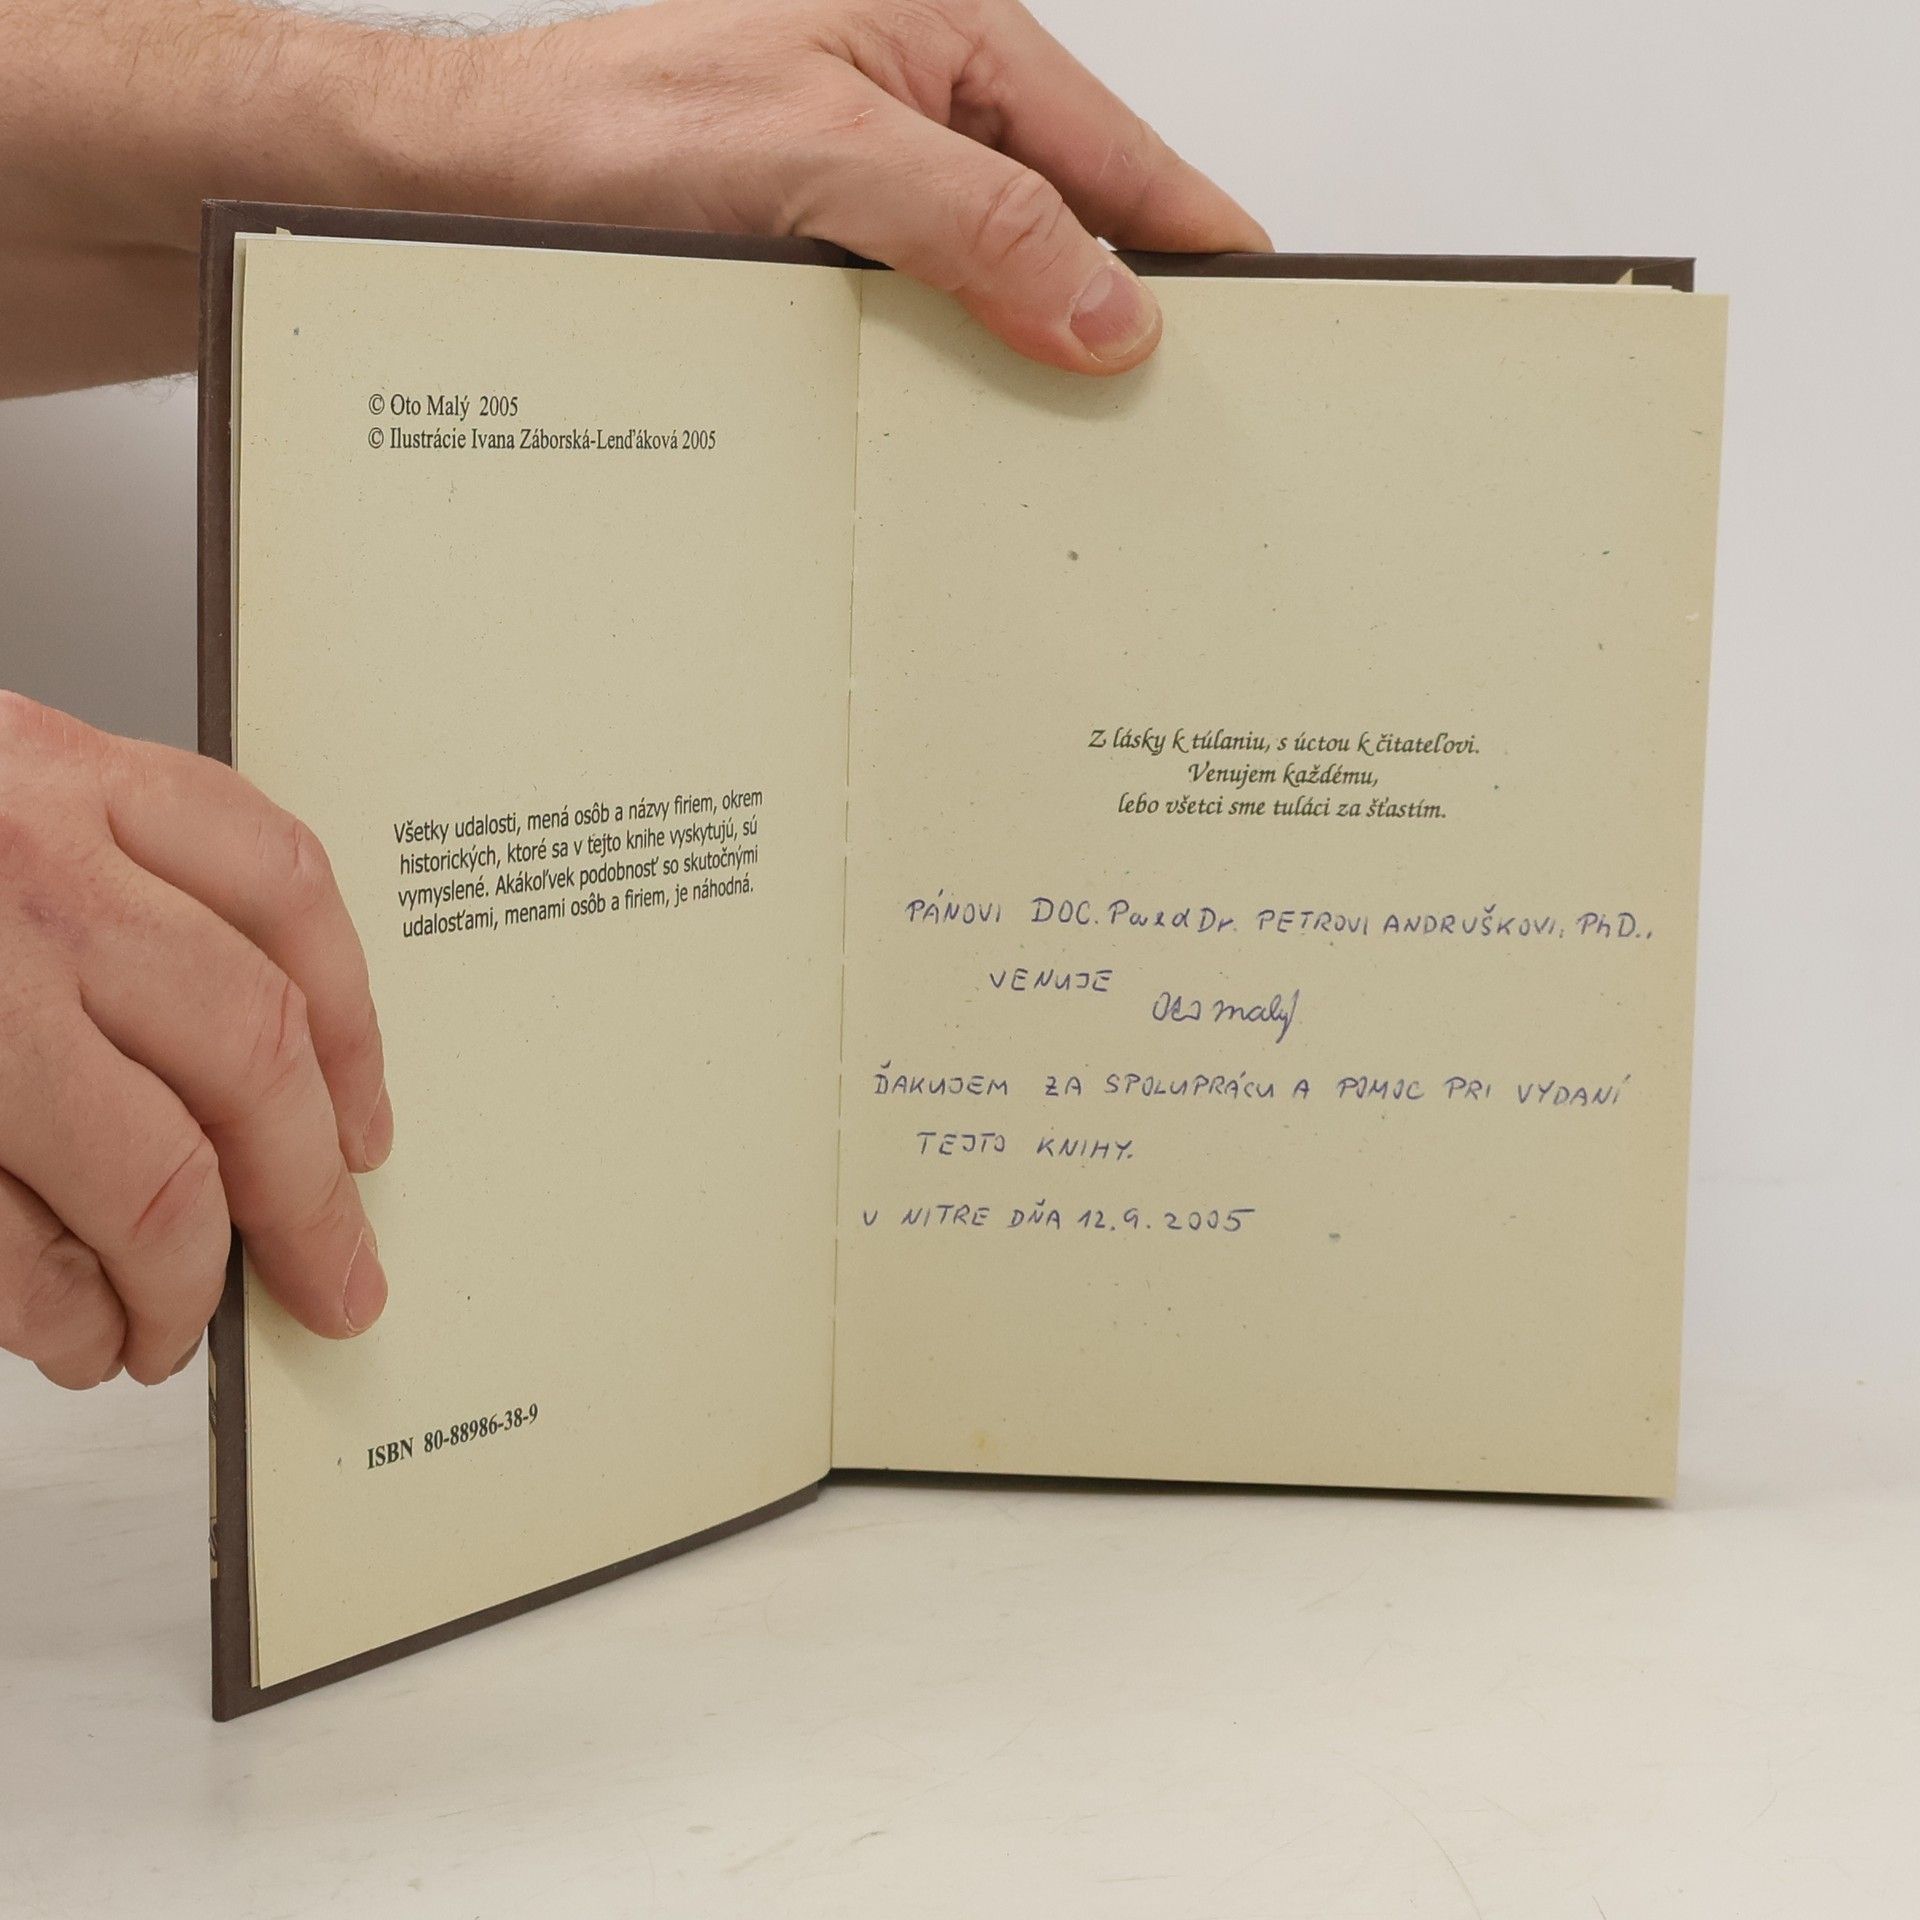 © Oto Malý 2005
© Ilustrácie Ivana Záborská-Lenďáková 2005
Všetky udalosti, mená osôb a názvy firiem, okrem
historických, ktoré sa v tejto knihe vyskytujú, sú
vymyslené. Akákoľvek podobnosť so skutočnými
udalosťami, menami osôb a firiem, je náhodná.
ISBN 80-88986-38-9
Z lásky k túlaniu, s úctou k čitateľovi.
Venujem každému,
lebo všetci sme tuláci za šťastím.
PÁNOVI DOC. PaedDr. PETROVI ANDRUŠKOVI, PhD.,
VENUJE
Oto Malý
ĎAKUJEM ZA SPOLUPRÁCU A POMOC PRI VYDANÍ
TEJTO KNIHY.
V NITRE DŇA 12.9.2005